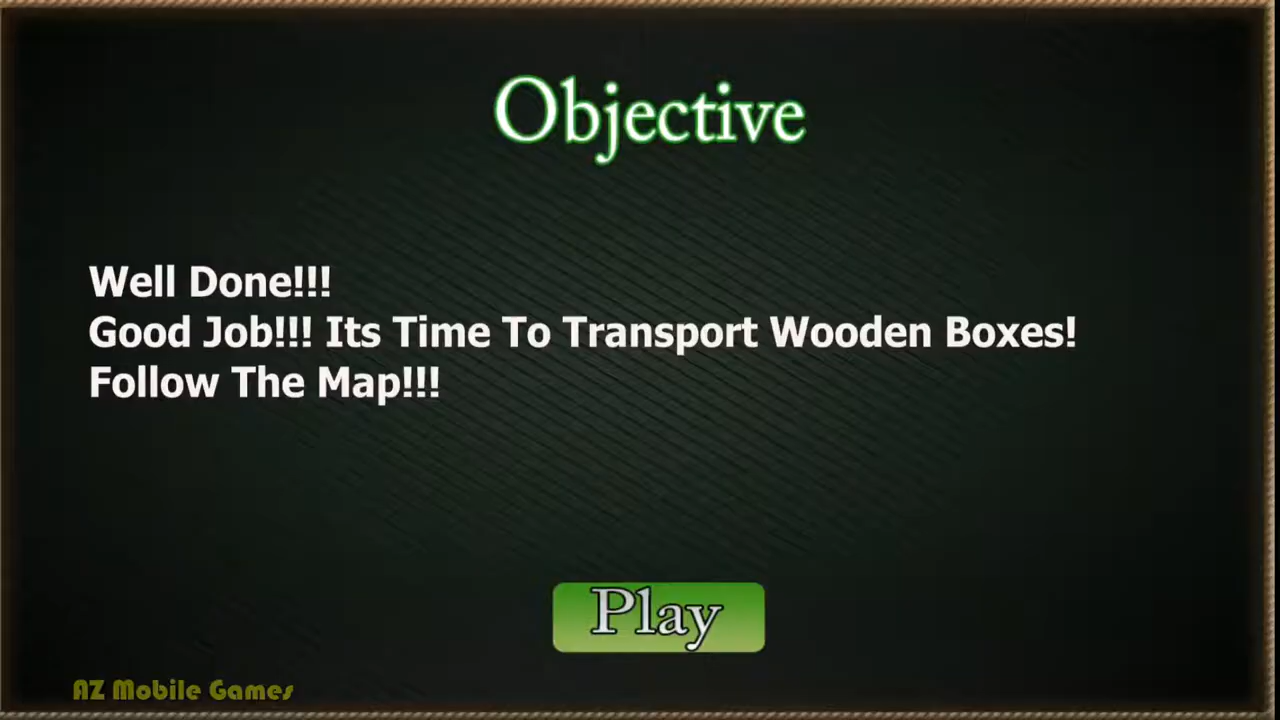 Objective
Well Done!!!
Good Job!!! Its Time To Transport Wooden Boxes!
Follow The Map!!!
Play
AZ Mobile Games